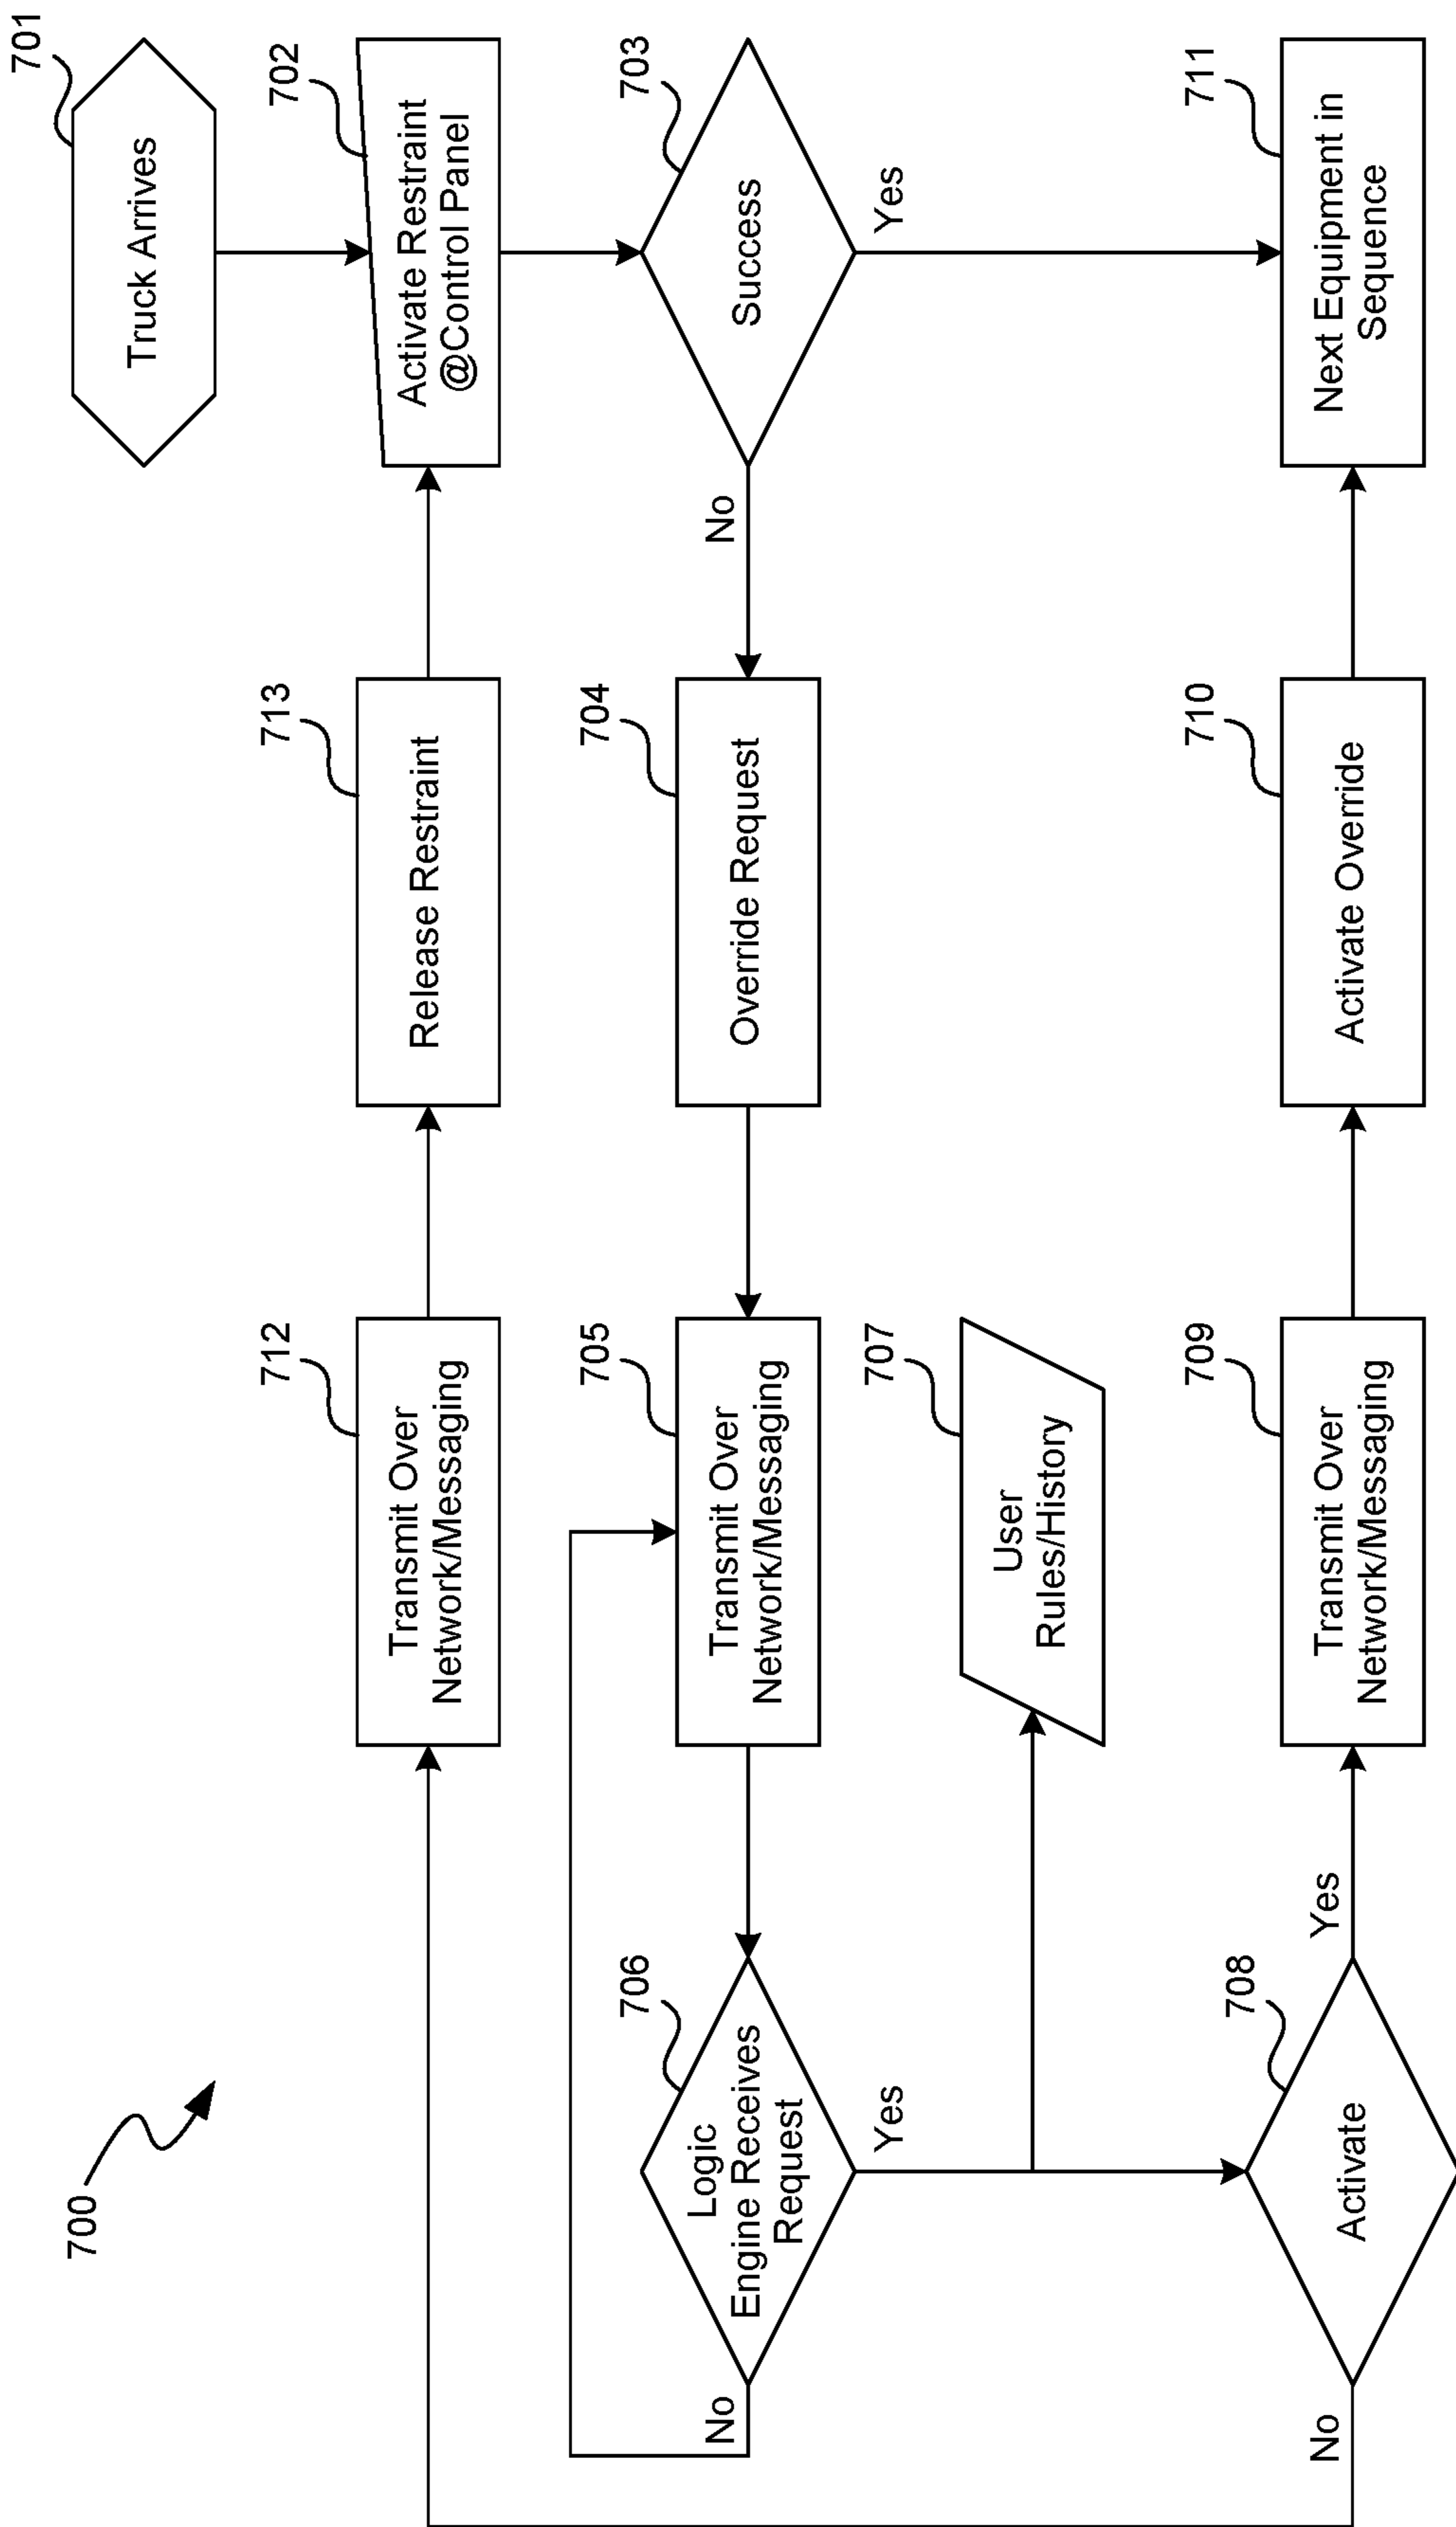 700
701
Truck Arrives
702
Activate Restraint
@Control Panel
703
Success
No
Yes
704
Override Request
705
Transmit Over
Network/Messaging
706
Logic
Engine Receives
Request
No
Yes
707
User
Rules/History
708
Activate
No
Yes
709
Transmit Over
Network/Messaging
710
Activate Override
711
Next Equipment in
Sequence
712
Transmit Over
Network/Messaging
713
Release Restraint